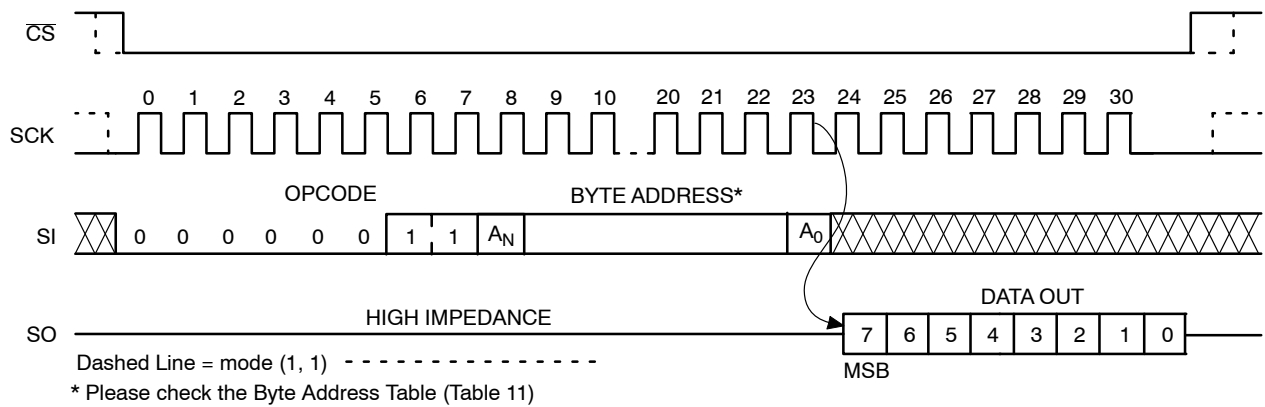 CS
0 1 2 3 4 5 6 7 8 9 10 20 21 22 23 24 25 26 27 28 29 30
SCK
OPCODE BYTE ADDRESS*
SI 0 0 0 0 0 0 1 1 AN A0
DATA OUT
HIGH IMPEDANCE
SO 7 6 5 4 3 2 1 0
Dashed Line = mode (1, 1)
MSB
* Please check the Byte Address Table (Table 11)